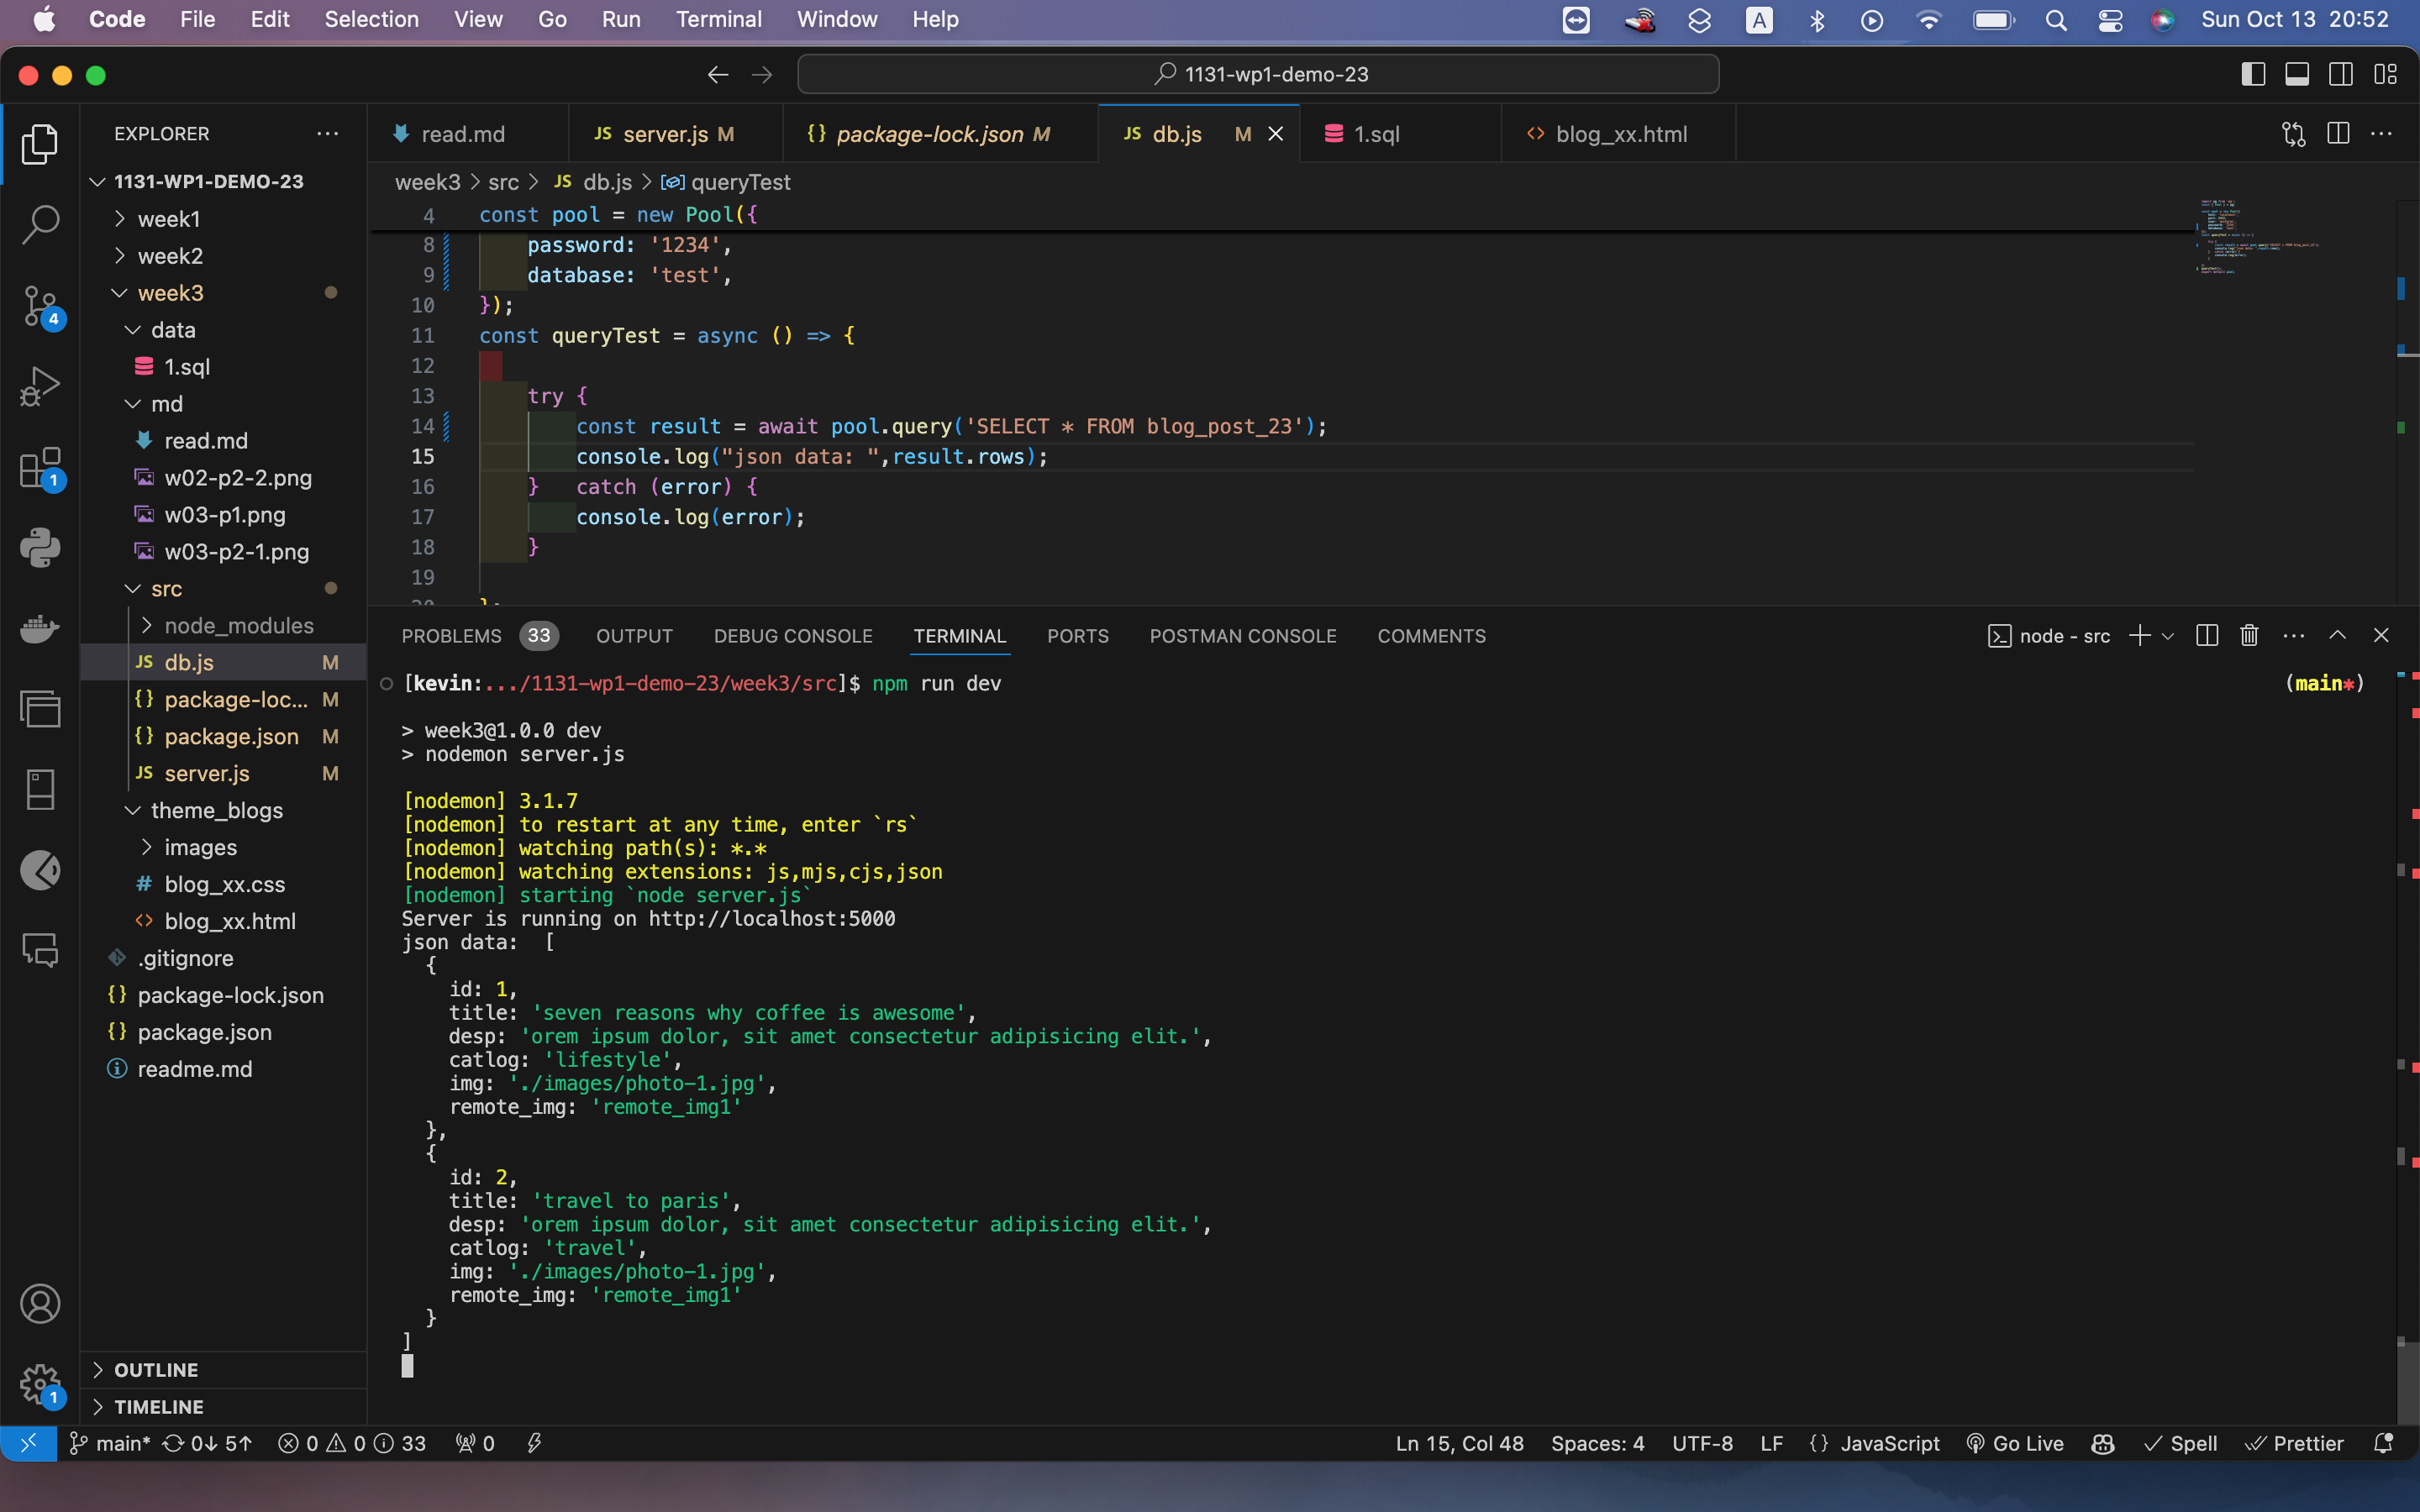 Code File Edit Selection View Go Run Terminal Window Help A Sun Oct 13 20:52
1131-wp1-demo-23
EXPLORER
read.md
JS server.js M
{} package-lock.json M
JS db.js M
1.sql
<> blog_xx.html
week3 > src > JS db.js > queryTest
1131-WP1-DEMO-23
week1
week2
week3
data
1.sql
md
read.md
w02-p2-2.png
w03-p1.png
w03-p2-1.png
src
node_modules
JS db.js M
{} package-loc... M
{} package.json M
JS server.js M
theme_blogs
images
# blog_xx.css
<> blog_xx.html
.gitignore
{} package-lock.json
{} package.json
readme.md
OUTLINE
TIMELINE
4
1
1
4 const pool = new Pool({
8 password: '1234',
9 database: 'test',
10 });
11 const queryTest = async () => {
12
13 try {
14 const result = await pool.query('SELECT * FROM blog_post_23');
15 console.log("json data: ",result.rows);
16 } catch (error) {
17 console.log(error);
18 }
19
PROBLEMS 33 OUTPUT DEBUG CONSOLE TERMINAL PORTS POSTMAN CONSOLE COMMENTS
node - src
[kevin:.../1131-wp1-demo-23/week3/src]$ npm run dev (main*)
> week3@1.0.0 dev
> nodemon server.js
[nodemon] 3.1.7
[nodemon] to restart at any time, enter `rs`
[nodemon] watching path(s): *.*
[nodemon] watching extensions: js,mjs,cjs,json
[nodemon] starting `node server.js`
Server is running on http://localhost:5000
json data:  [
{
id: 1,
title: 'seven reasons why coffee is awesome',
desp: 'orem ipsum dolor, sit amet consectetur adipisicing elit.',
catlog: 'lifestyle',
img: './images/photo-1.jpg',
remote_img: 'remote_img1'
},
{
id: 2,
title: 'travel to paris',
desp: 'orem ipsum dolor, sit amet consectetur adipisicing elit.',
catlog: 'travel',
img: './images/photo-1.jpg',
remote_img: 'remote_img1'
}
]
main* 0↓ 5↑ 0 0 33 0 Ln 15, Col 48 Spaces: 4 UTF-8 LF {} JavaScript Go Live Spell Prettier